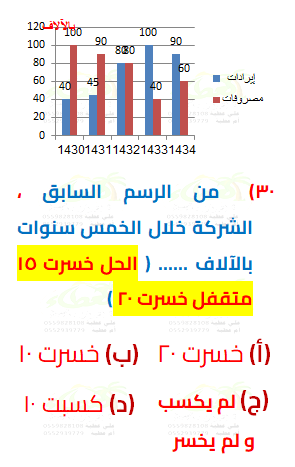 بالآلاف
120
100
80
60
40
20
0
40 100
45 90
80 80
100 40
90 60
1430 1431 1432 1433 1434
إيرادات
مصروفات
٣٠) من الرسم السابق ،
الشركة خلال الخمس سنوات
بالآلاف ...... ( الحل خسرت ١٥
متقفل خسرت ٢٠ )
(أ) خسرت ٢٠ (ب) خسرت ١٠
(ج) لم يكسب (د) كسبت ١٠
و لم يخسر